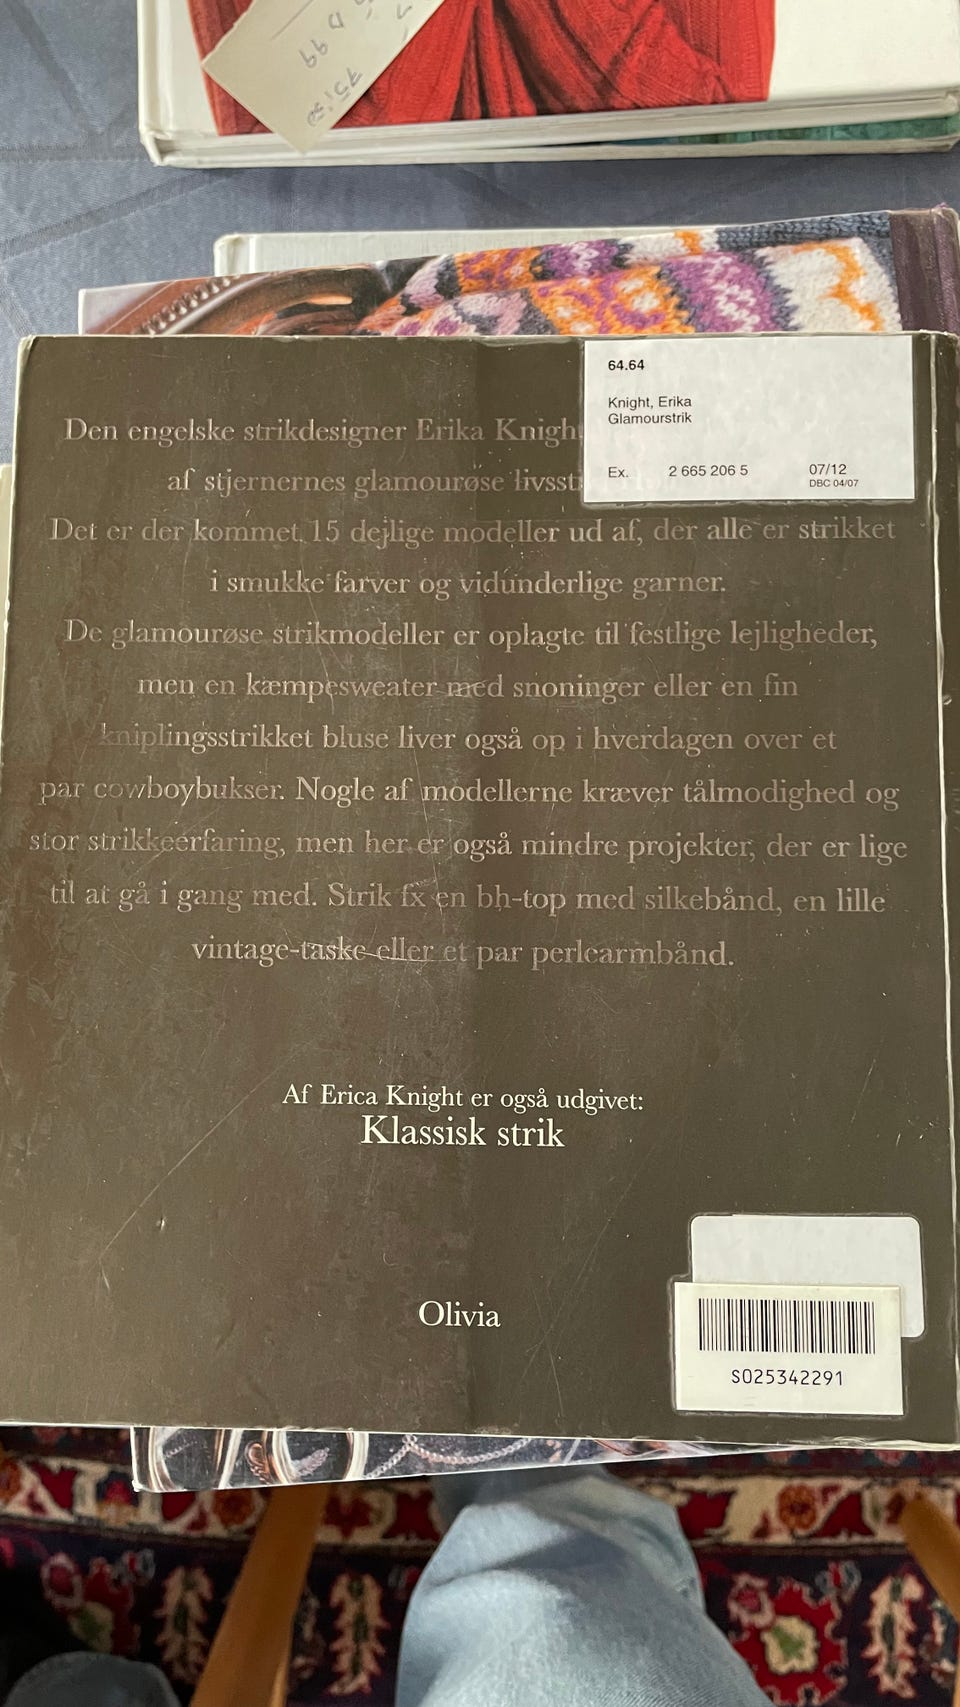 D 99
64.64
Knight, Erika
Glamourstrik
Ex. 2 665 206 5 07/12
DBC 04/07
Den engelske strikdesigner Erika Knigh
af stjernernes glamourøse livsst
Det er der kommet 15 dejlige modeller ud af, der alle er strikket
i smukke farver og vidunderlige garner.
De glamourøse strikmodeller er oplagte til festlige lejligheder,
men en kæmpesweater med snoninger eller en fin
kniplingsstrikket bluse liver også op i hverdagen over et
par cowboybukser. Nogle af modellerne kræver tålmodighed og
stor strikkeerfaring, men her er også mindre projekter, der er lige
til at gå i gang med. Strik fx en bh-top med silkebånd, en lille
vintage-taske eller et par perlearmbånd.
Af Erica Knight er også udgivet:
Klassisk strik
Olivia
S025342291